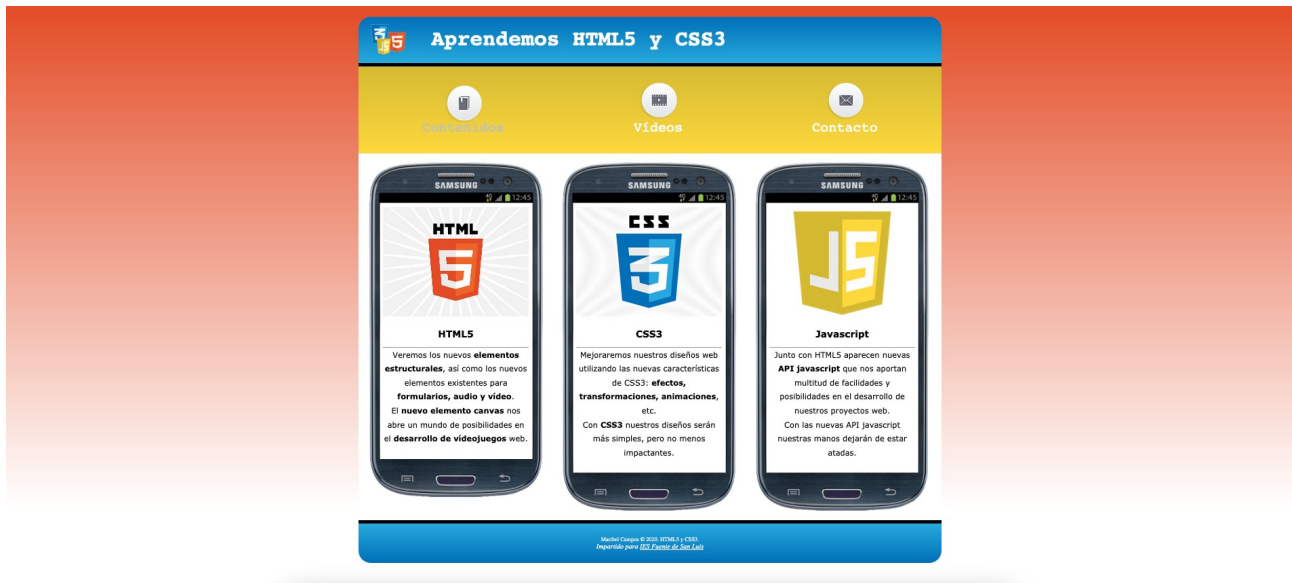 Aprendemos HTML5 y CSS3
Contenidos
Vídeos
Contacto
SAMSUNG
12:45
HTML
5
HTML5
Veremos los nuevos elementos
estructurales, así como los nuevos
elementos existentes para
formularios, audio y vídeo.
El nuevo elemento canvas nos
abre un mundo de posibilidades en
el desarrollo de videojuegos web.
SAMSUNG
12:45
CSS
3
CSS3
Mejoraremos nuestros diseños web
utilizando las nuevas características
de CSS3: efectos,
transformaciones, animaciones,
etc.
Con CSS3 nuestros diseños serán
más simples, pero no menos
impactantes.
SAMSUNG
12:45
JS
Javascript
Junto con HTML5 aparecen nuevas
API javascript que nos aportan
multitud de facilidades y
posibilidades en el desarrollo de
nuestros proyectos web.
Con las nuevas API javascript
nuestras manos dejarán de estar
atadas.
Maribel Campos © 2020. HTML5 y CSS3.
Impartido para IES Fuente de San Luis